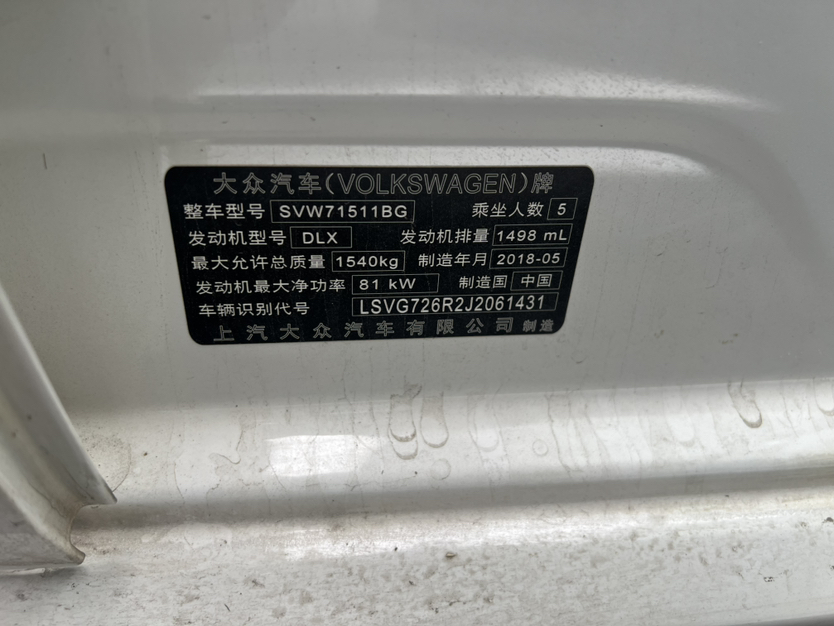 大众汽车(VOLKSWAGEN)牌
整车型号 SVW71511BG 乘坐人数 5
发动机型号 DLX 发动机排量 1498 mL
最大允许总质量 1540kg 制造年月 2018-05
发动机最大净功率 81 kW 制造国 中国
车辆识别代号 LSVG726R2J2061431
上汽大众汽车有限公司 制造